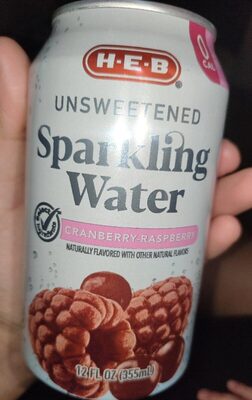 H-E-B
0
CAL
UNSWEETENED
Sparkling
Water
CRANBERRY-RASPBERRY
NATURALLY FLAVORED WITH OTHER NATURAL FLAVORS
12 FL OZ (355mL)